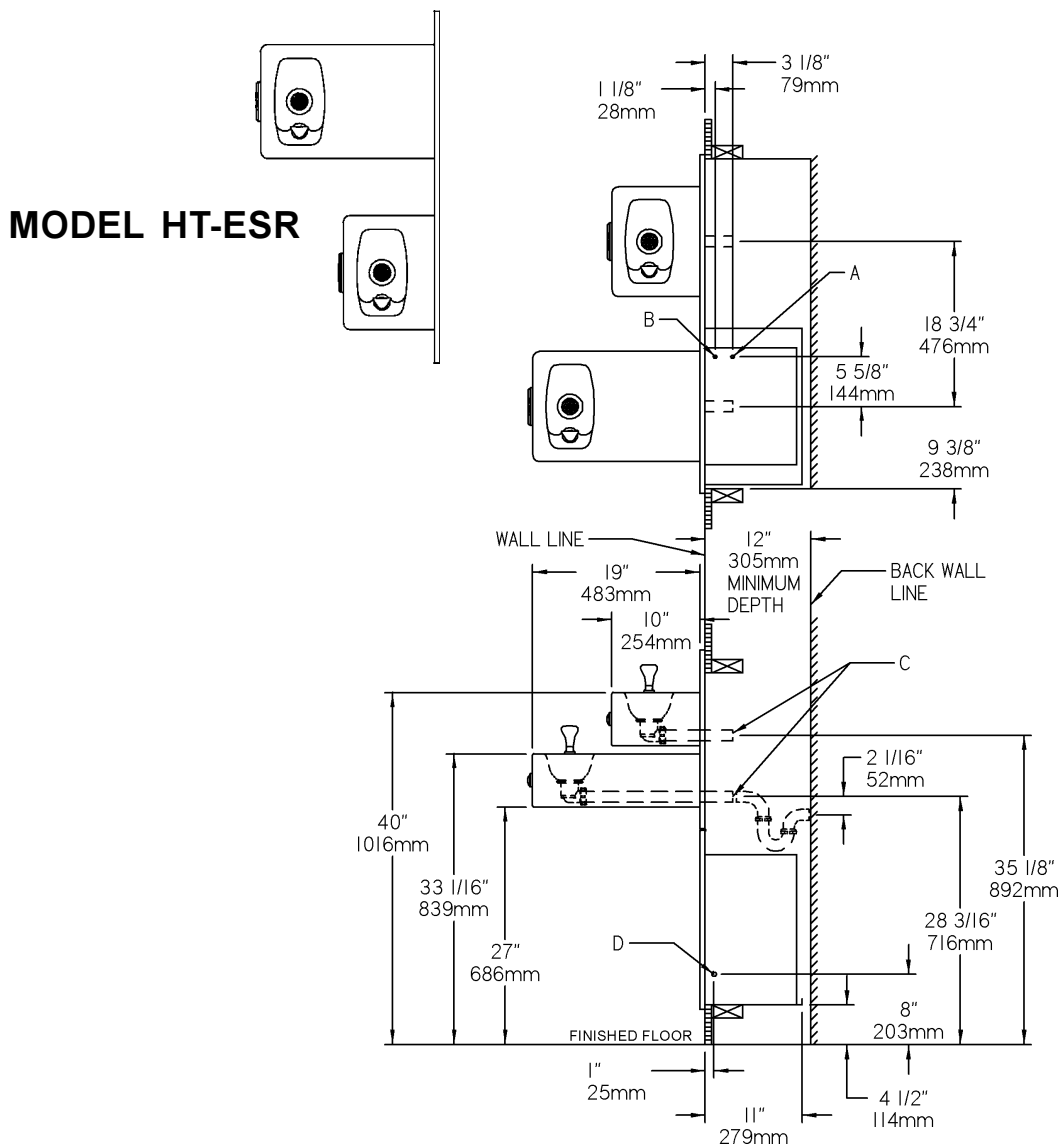 MODEL HT-ESR
3 1/8"
79mm
1 1/8"
28mm
A
B
18 3/4"
476mm
5 5/8"
144mm
9 3/8"
238mm
WALL LINE
12"
305mm
MINIMUM
DEPTH
BACK WALL
LINE
19"
483mm
10"
254mm
C
2 1/16"
52mm
40"
1016mm
33 1/16"
839mm
27"
686mm
35 1/8"
892mm
28 3/16"
716mm
D
8"
203mm
FINISHED FLOOR
1"
25mm
4 1/2"
114mm
11"
279mm